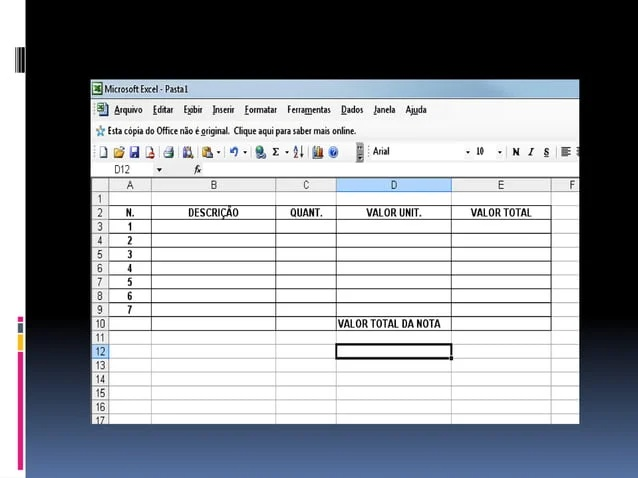 Microsoft Excel - Pasta1
Arquivo Editar Exibir Inserir Formatar Ferramentas Dados Janela Ajuda
Esta cópia do Office não é original. Clique aqui para saber mais online.
Arial 10 N I S
D12 fx
A B C D E F
1
2 N. DESCRIÇÃO QUANT. VALOR UNIT. VALOR TOTAL
3 1
4 2
5 3
6 4
7 5
8 6
9 7
10 VALOR TOTAL DA NOTA
11
12
13
14
15
16
17